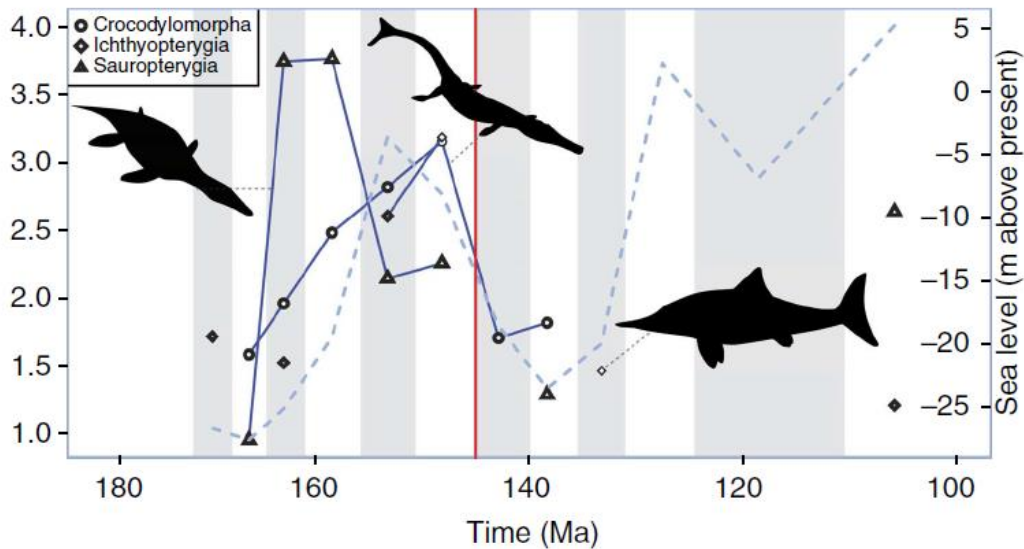 Crocodylomorpha
Ichthyopterygia
Sauropterygia
4.0
3.5
3.0
2.5
2.0
1.5
1.0
5
0
−5
−10
−15
−20
−25
Sea level (m above present)
180 160 140 120 100
Time (Ma)